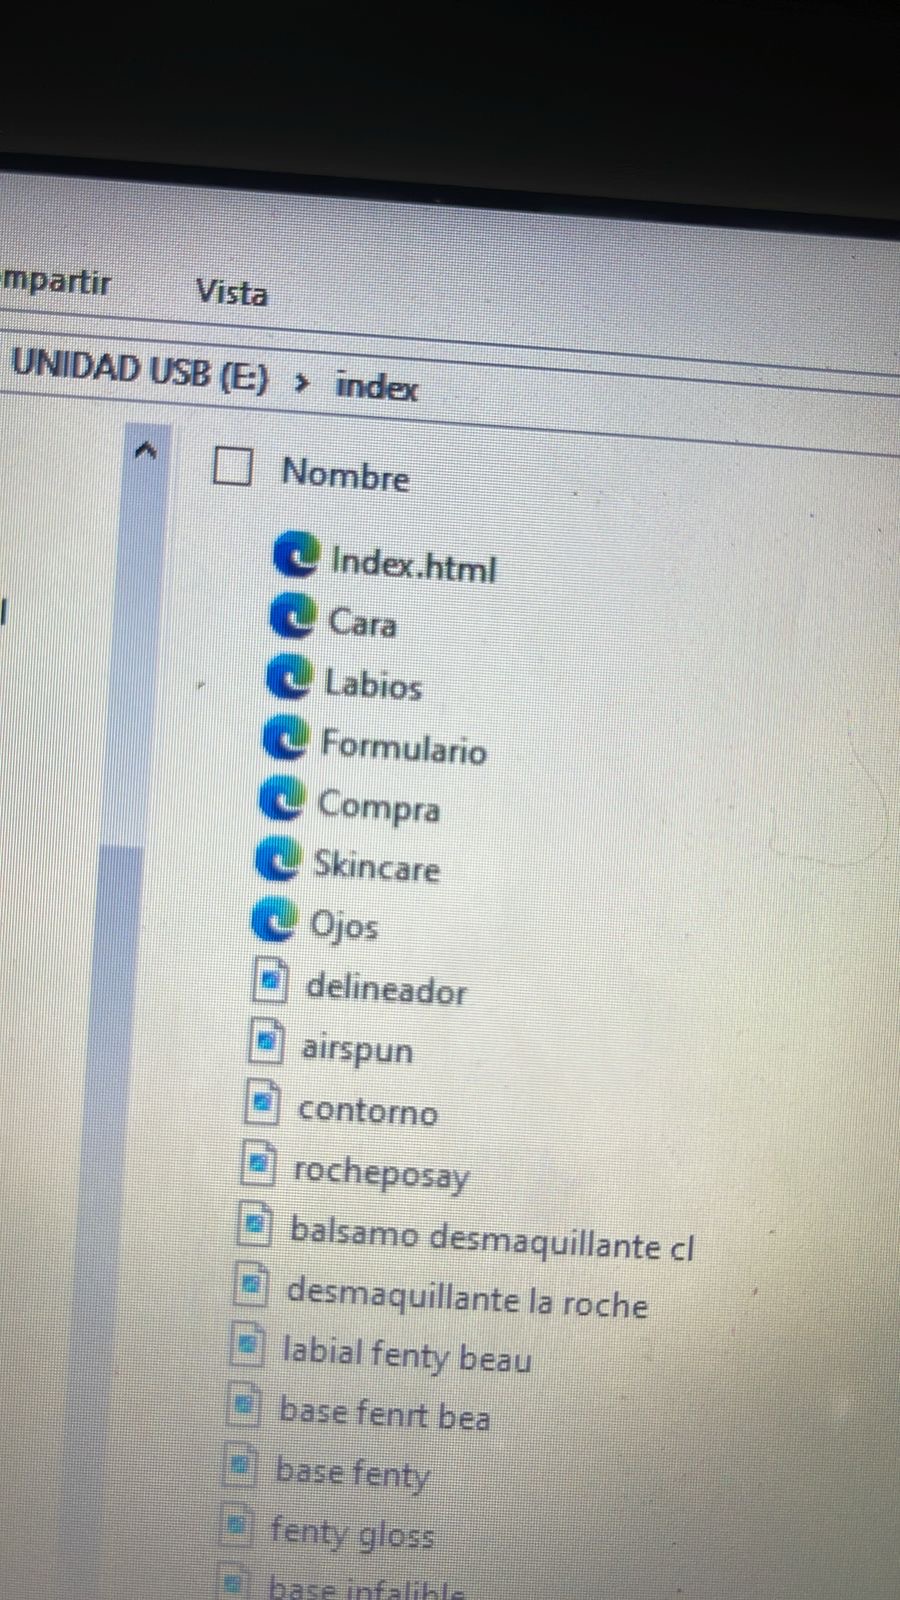 mpartir Vista
UNIDAD USB (E:) > index
Nombre
Index.html
Cara
Labios
Formulario
Compra
Skincare
Ojos
delineador
airspun
contorno
rocheposay
balsamo desmaquillante cl
desmaquillante la roche
labial fenty beau
base fenrt bea
base fenty
fenty gloss
base infalible